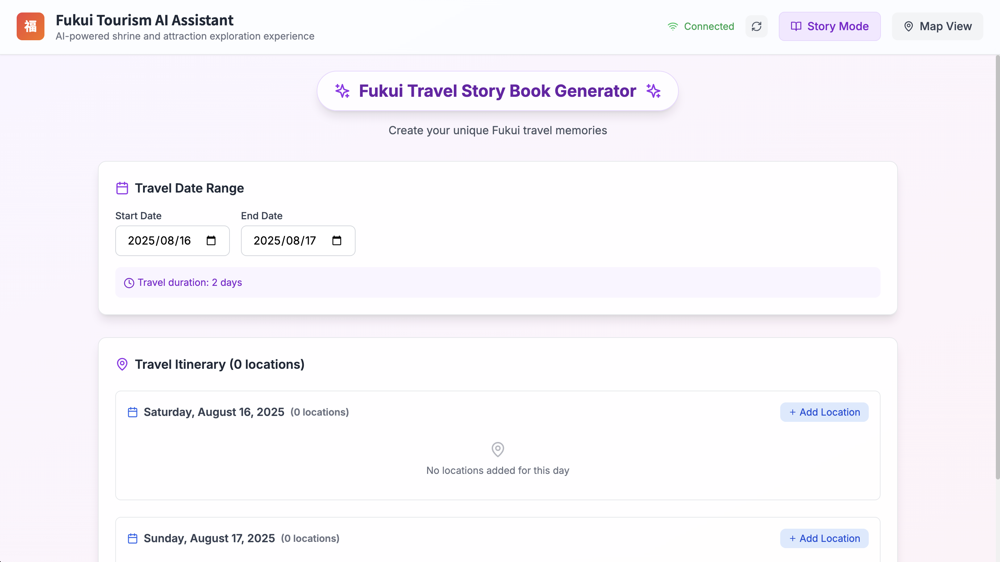 福
Fukui Tourism AI Assistant
AI-powered shrine and attraction exploration experience
Connected
Story Mode
Map View
Fukui Travel Story Book Generator
Create your unique Fukui travel memories
Travel Date Range
Start Date
End Date
2025/08/16
2025/08/17
Travel duration: 2 days
Travel Itinerary (0 locations)
Saturday, August 16, 2025 (0 locations)
+ Add Location
No locations added for this day
Sunday, August 17, 2025 (0 locations)
+ Add Location